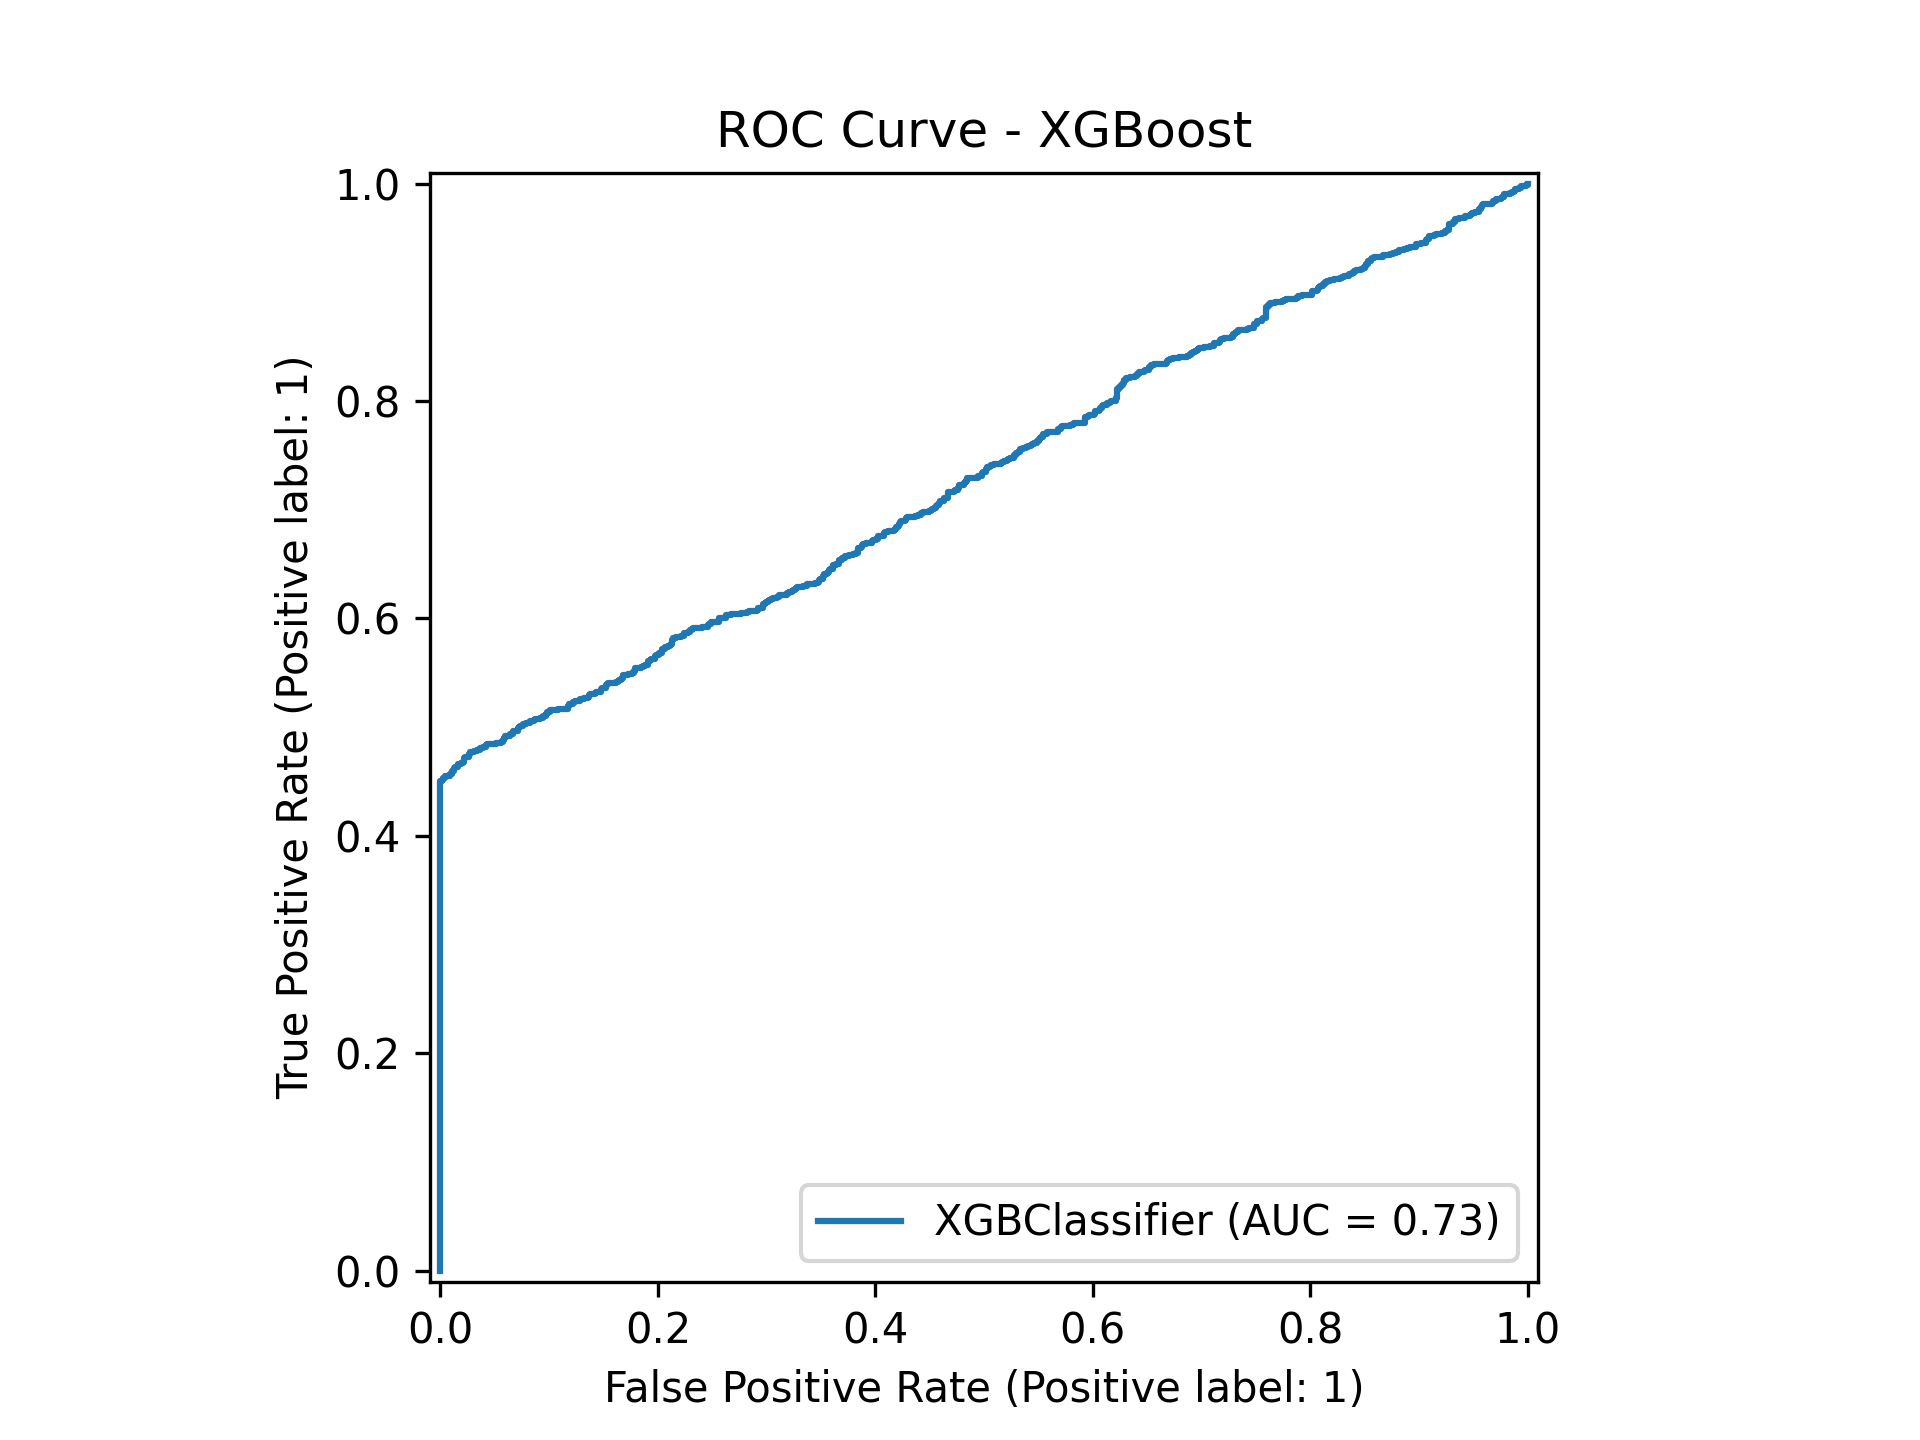 ROC Curve - XGBoost
True Positive Rate (Positive label: 1)
1.0
0.8
0.6
0.4
0.2
0.0
XGBClassifier (AUC = 0.73)
0.0 0.2 0.4 0.6 0.8 1.0
False Positive Rate (Positive label: 1)